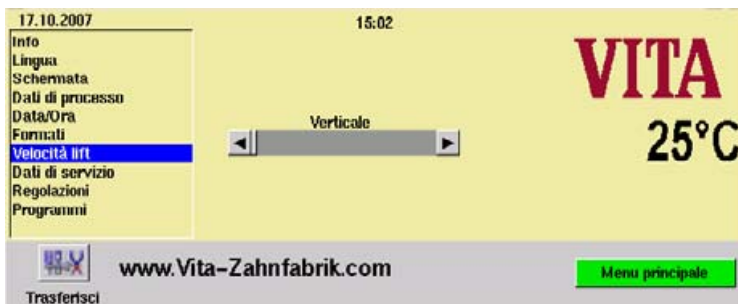 17.10.2007
15:02
Info
Lingua
Schermata
Dati di processo
Data/Ora
Formati
Velocità lift
Dati di servizio
Regolazioni
Programmi
Verticale
VITA
25°C
Trasferisci
www.Vita-Zahnfabrik.com
Menu principale